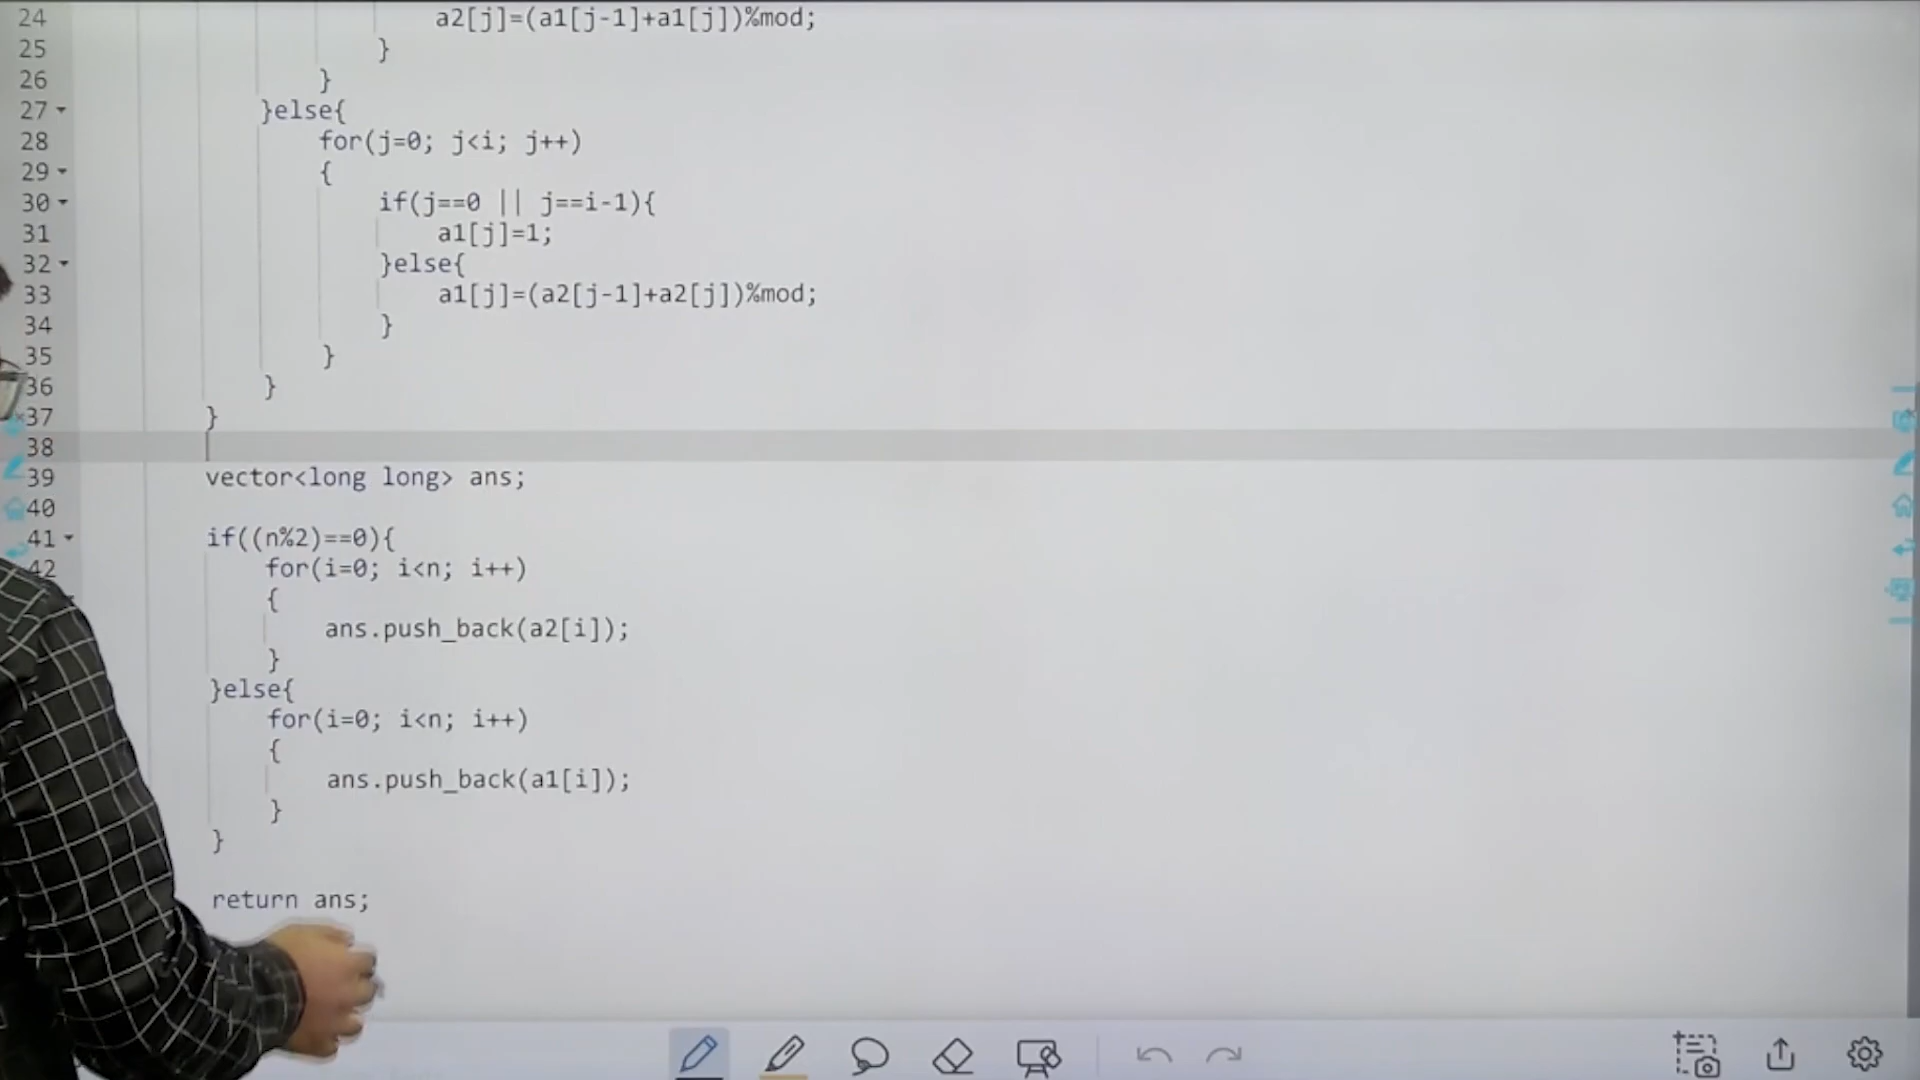 24 a2[j]=(a1[j-1]+a1[j])%mod;
25 }
26 }
27 }else{
28 for(j=0; j<i; j++)
29 {
30 if(j==0 || j==i-1){
31 a1[j]=1;
32 }else{
33 a1[j]=(a2[j-1]+a2[j])%mod;
34 }
35 }
36 }
37 }
38
39 vector<long long> ans;
40
41 if((n%2)==0){
42 for(i=0; i<n; i++)
{
ans.push_back(a2[i]);
}
}else{
for(i=0; i<n; i++)
{
ans.push_back(a1[i]);
}
}
return ans;